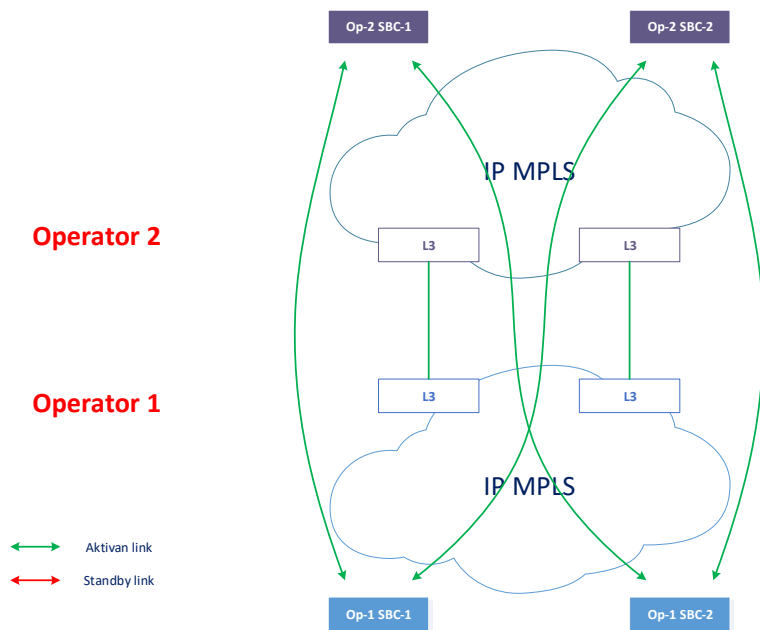 Op-2 SBC-1
Op-2 SBC-2
IP MPLS
Operator 2
L3
L3
Operator 1
L3
L3
IP MPLS
Aktivan link
Standby link
Op-1 SBC-1
Op-1 SBC-2